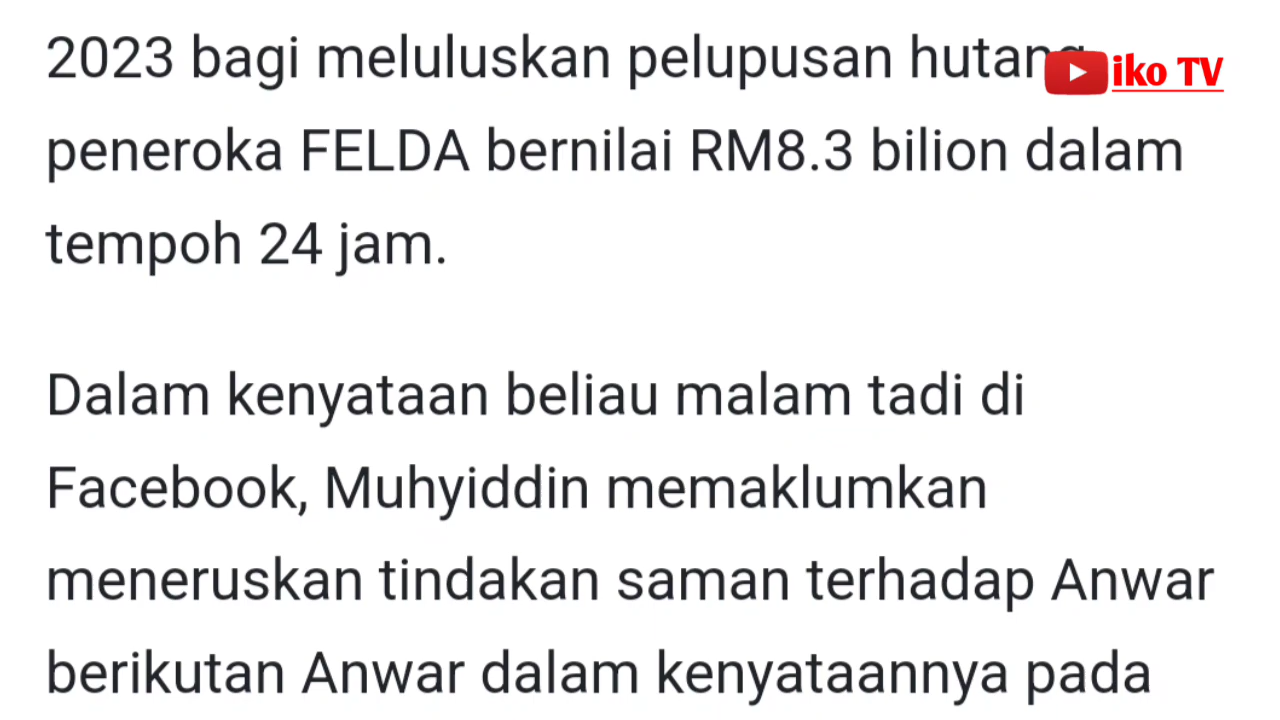 2023 bagi meluluskan pelupusan hutang
iko TV
peneroka FELDA bernilai RM8.3 bilion dalam
tempoh 24 jam.
Dalam kenyataan beliau malam tadi di
Facebook, Muhyiddin memaklumkan
meneruskan tindakan saman terhadap Anwar
berikutan Anwar dalam kenyataannya pada